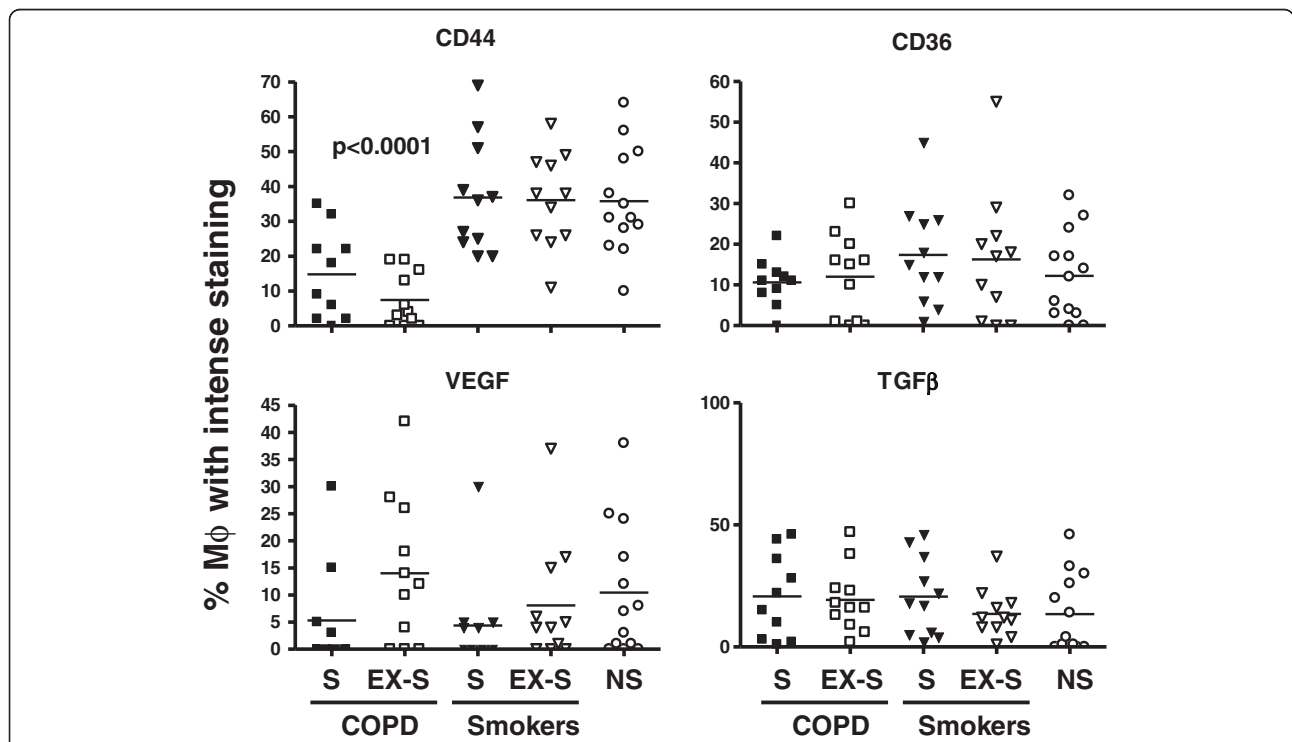 CD44
CD36
% Mϕ with intense staining
70
60
50
40
30
20
10
0
p<0.0001
60
50
40
30
20
10
0
VEGF
TGFβ
45
40
35
30
25
20
15
10
5
0
100
50
0
S EX-S S EX-S NS
COPD Smokers
S EX-S S EX-S NS
COPD Smokers